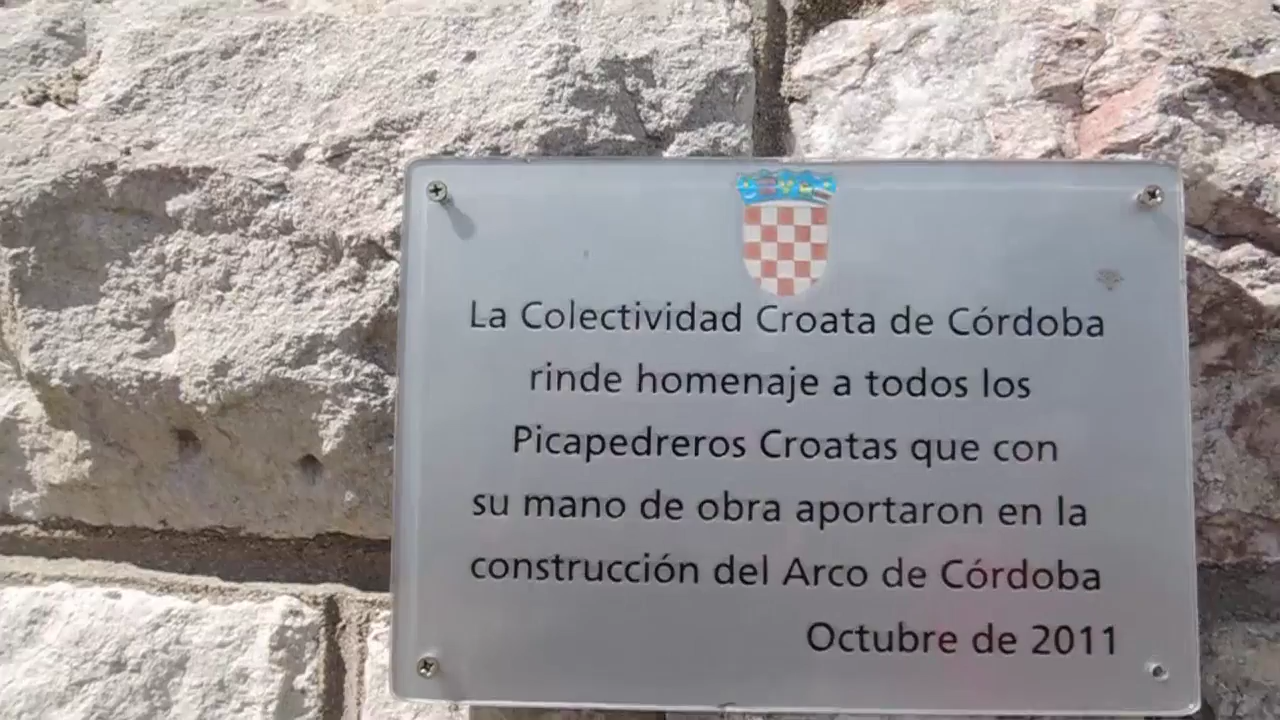 La Colectividad Croata de Córdoba
rinde homenaje a todos los
Picapedreros Croatas que con
su mano de obra aportaron en la
construcción del Arco de Córdoba
Octubre de 2011